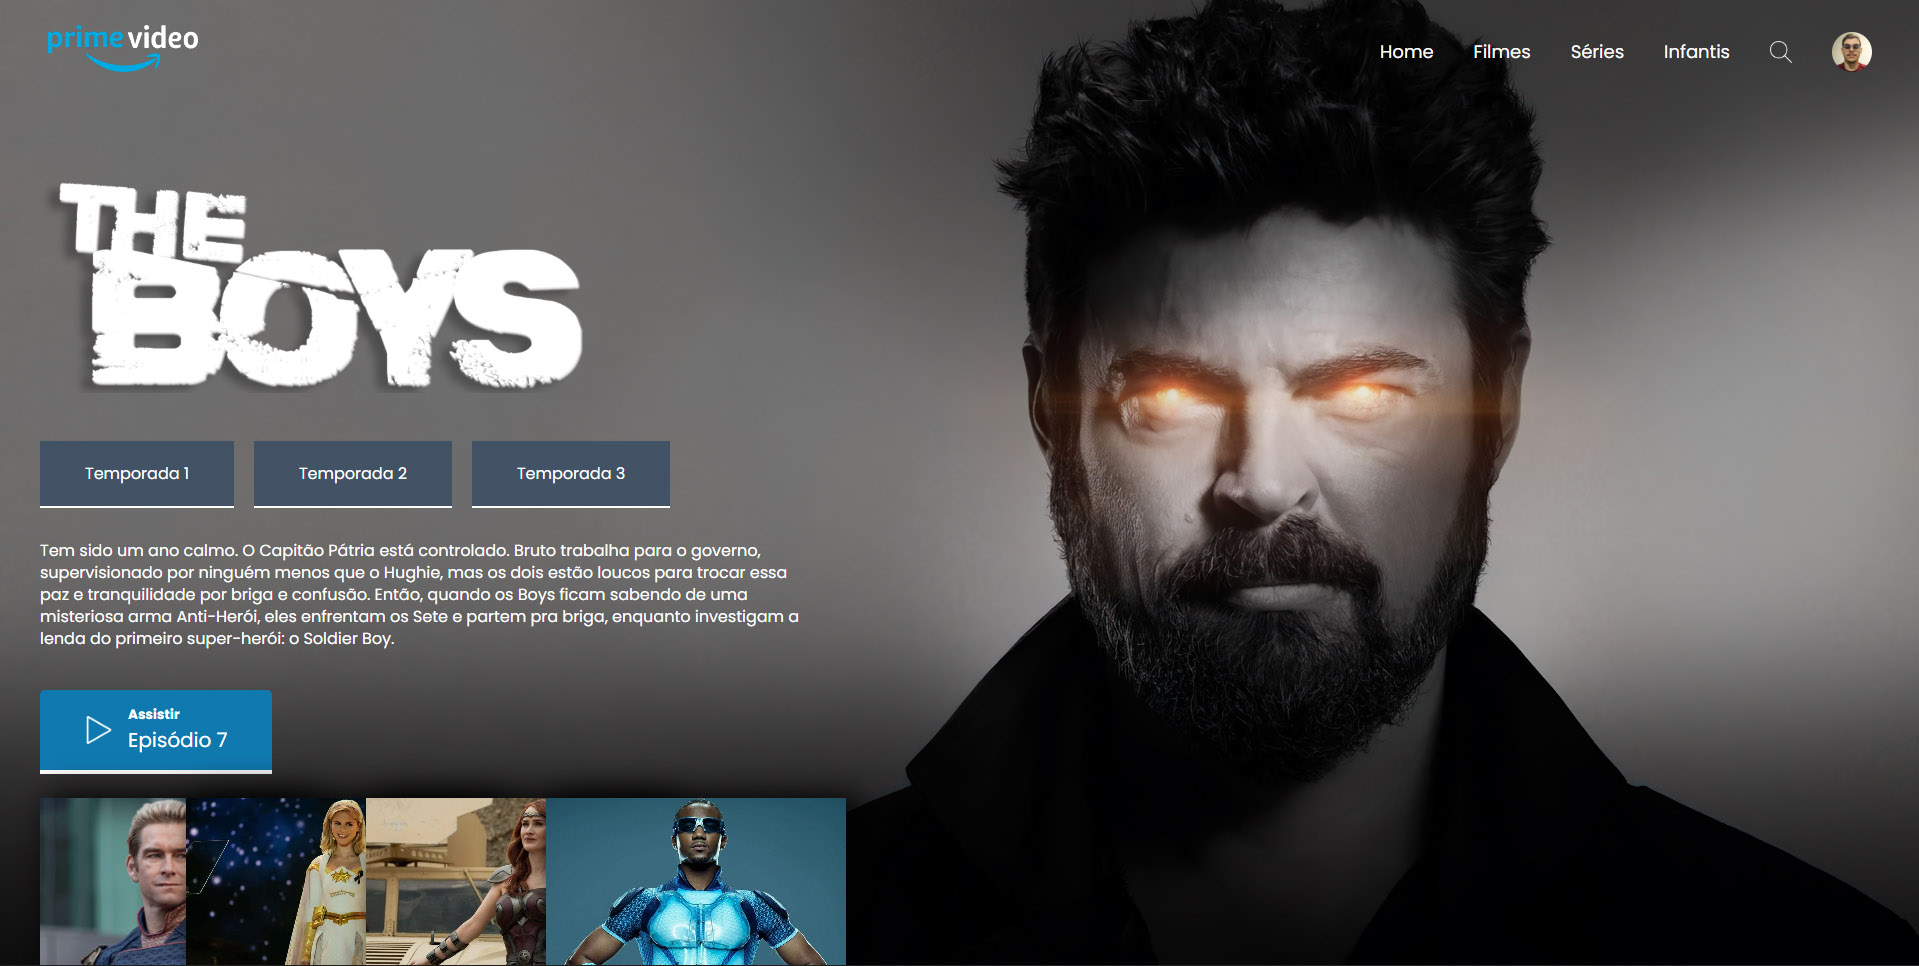 prime video
Home Filmes Séries Infantis
THE
BOYS
Temporada 1 Temporada 2 Temporada 3
Tem sido um ano calmo. O Capitão Pátria está controlado. Bruto trabalha para o governo,
supervisionado por ninguém menos que o Hughie, mas os dois estão loucos para trocar essa
paz e tranquilidade por briga e confusão. Então, quando os Boys ficam sabendo de uma
misteriosa arma Anti-Herói, eles enfrentam os Sete e partem pra briga, enquanto investigam a
lenda do primeiro super-herói: o Soldier Boy.
Assistir
Episódio 7